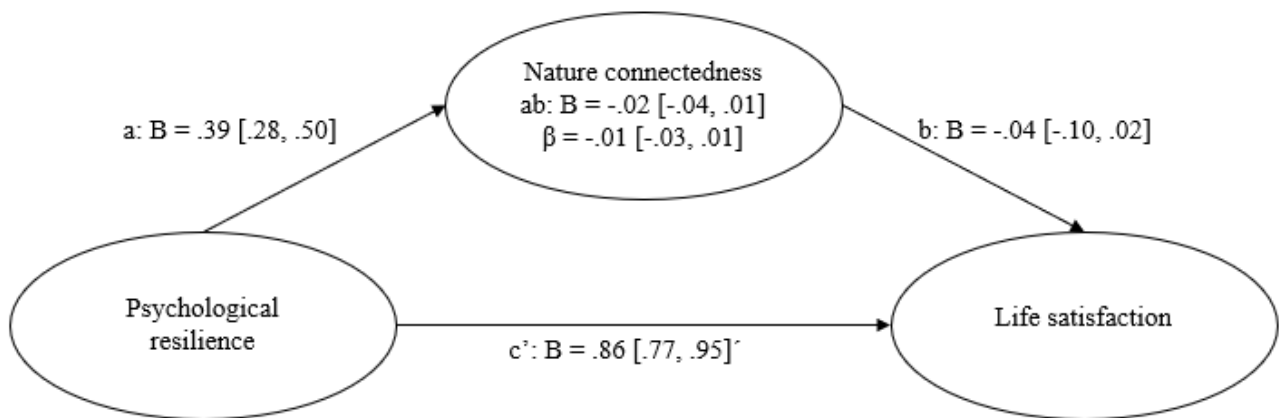 Nature connectedness
ab: B = -.02 [-.04, .01]
β = -.01 [-.03, .01]
a: B = .39 [.28, .50]
b: B = -.04 [-.10, .02]
Psychological
resilience
Life satisfaction
c’: B = .86 [.77, .95]´